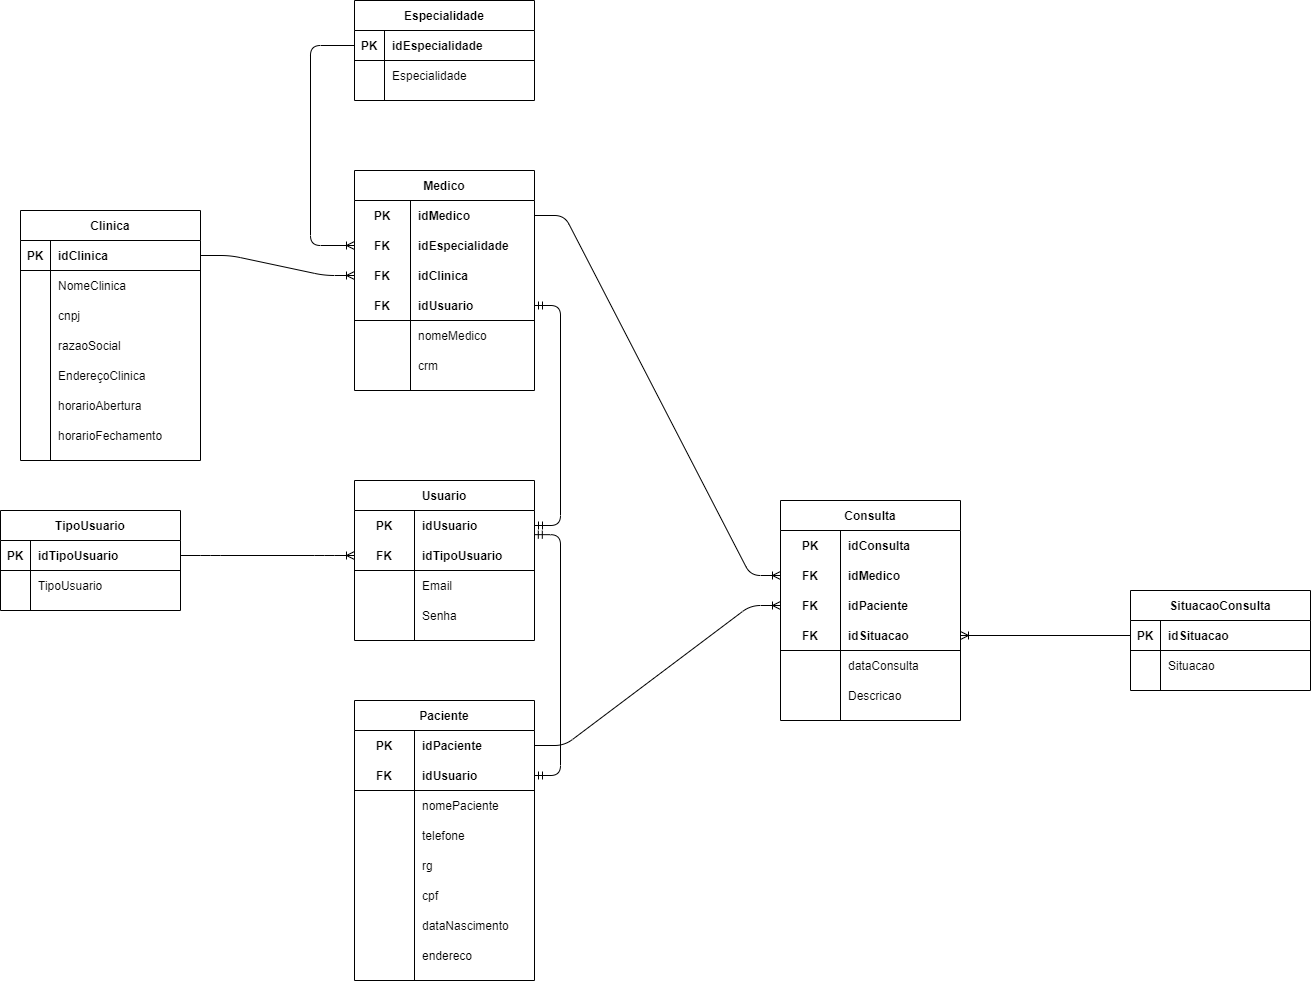 Especialidade
PK idEspecialidade
Especialidade
Medico
PK idMedico
FK idEspecialidade
FK idClinica
FK idUsuario
nomeMedico
crm
Clinica
PK idClinica
NomeClinica
cnpj
razaoSocial
EndereçoClinica
horarioAbertura
horarioFechamento
TipoUsuario
PK idTipoUsuario
TipoUsuario
Usuario
PK idUsuario
FK idTipoUsuario
Email
Senha
Paciente
PK idPaciente
FK idUsuario
nomePaciente
telefone
rg
cpf
dataNascimento
endereco
Consulta
PK idConsulta
FK idMedico
FK idPaciente
FK idSituacao
dataConsulta
Descricao
SituacaoConsulta
PK idSituacao
Situacao